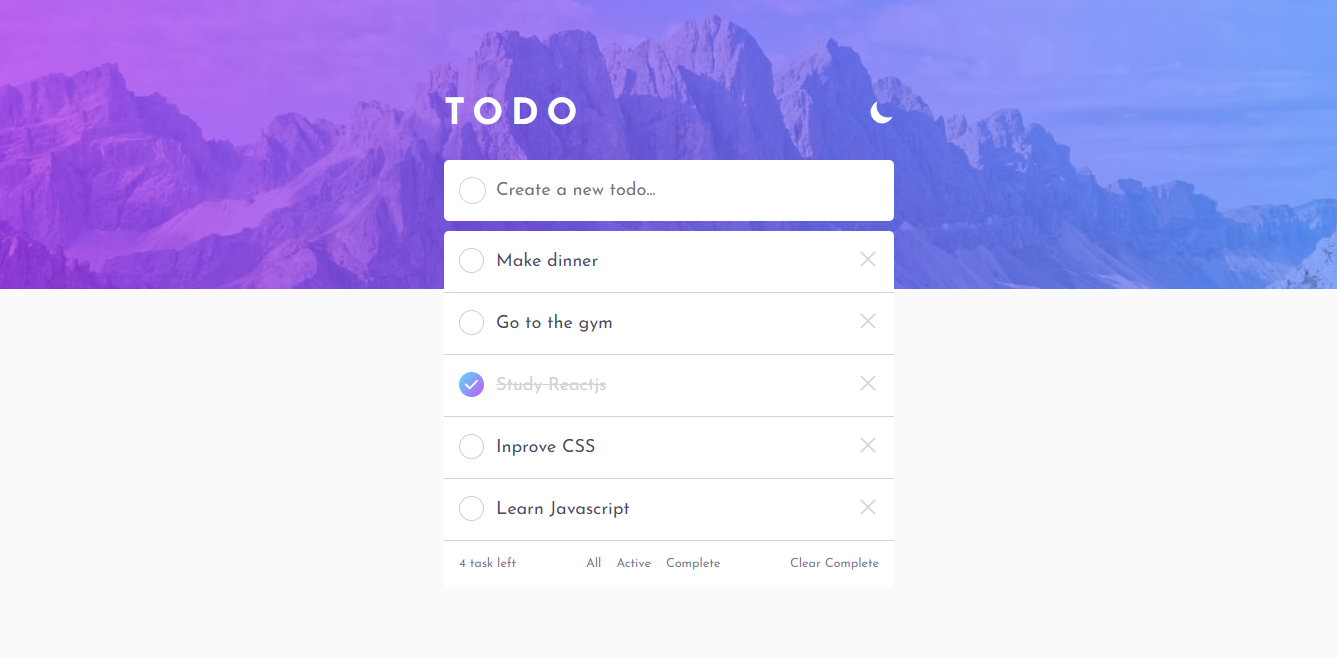 TODO
Create a new todo...
Make dinner
Go to the gym
Study Reactjs
Inprove CSS
Learn Javascript
4 task left All Active Complete Clear Complete